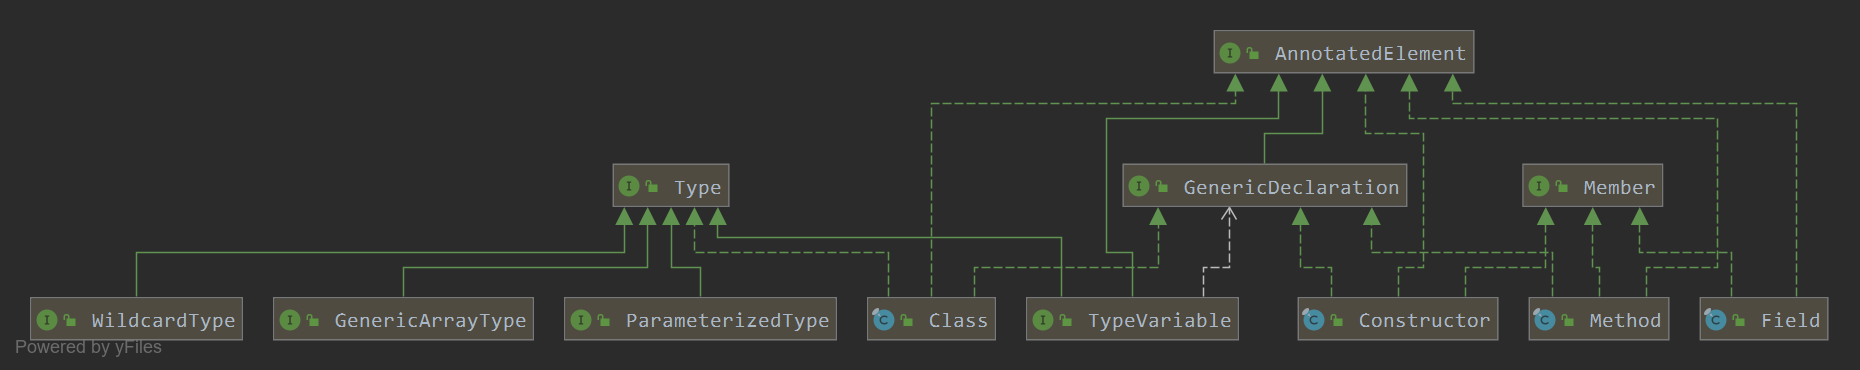 AnnotatedElement
Type
GenericDeclaration
Member
WildcardType
GenericArrayType
ParameterizedType
Class
TypeVariable
Constructor
Method
Field
Powered by yFiles